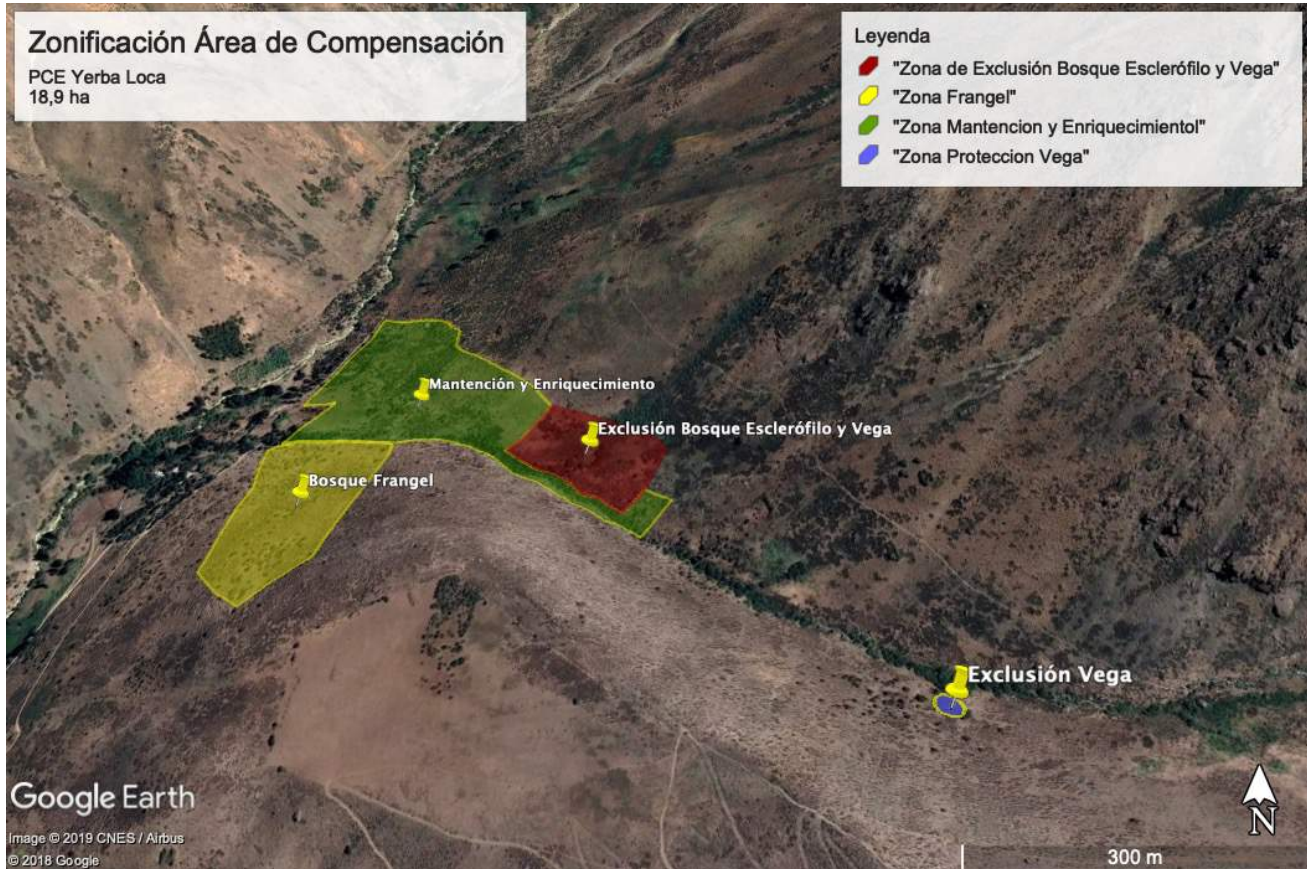 Zonificación Área de Compensación
PCE Yerba Loca
18,9 ha
Leyenda
"Zona de Exclusión Bosque Esclerófilo y Vega"
"Zona Frangel"
"Zona Mantencion y Enriquecimientol"
"Zona Proteccion Vega"
Mantención y Enriquecimiento
Exclusión Bosque Esclerófilo y Vega
Bosque Frangel
Exclusión Vega
Google Earth
Image © 2019 CNES / Airbus
© 2018 Google
N
300 m